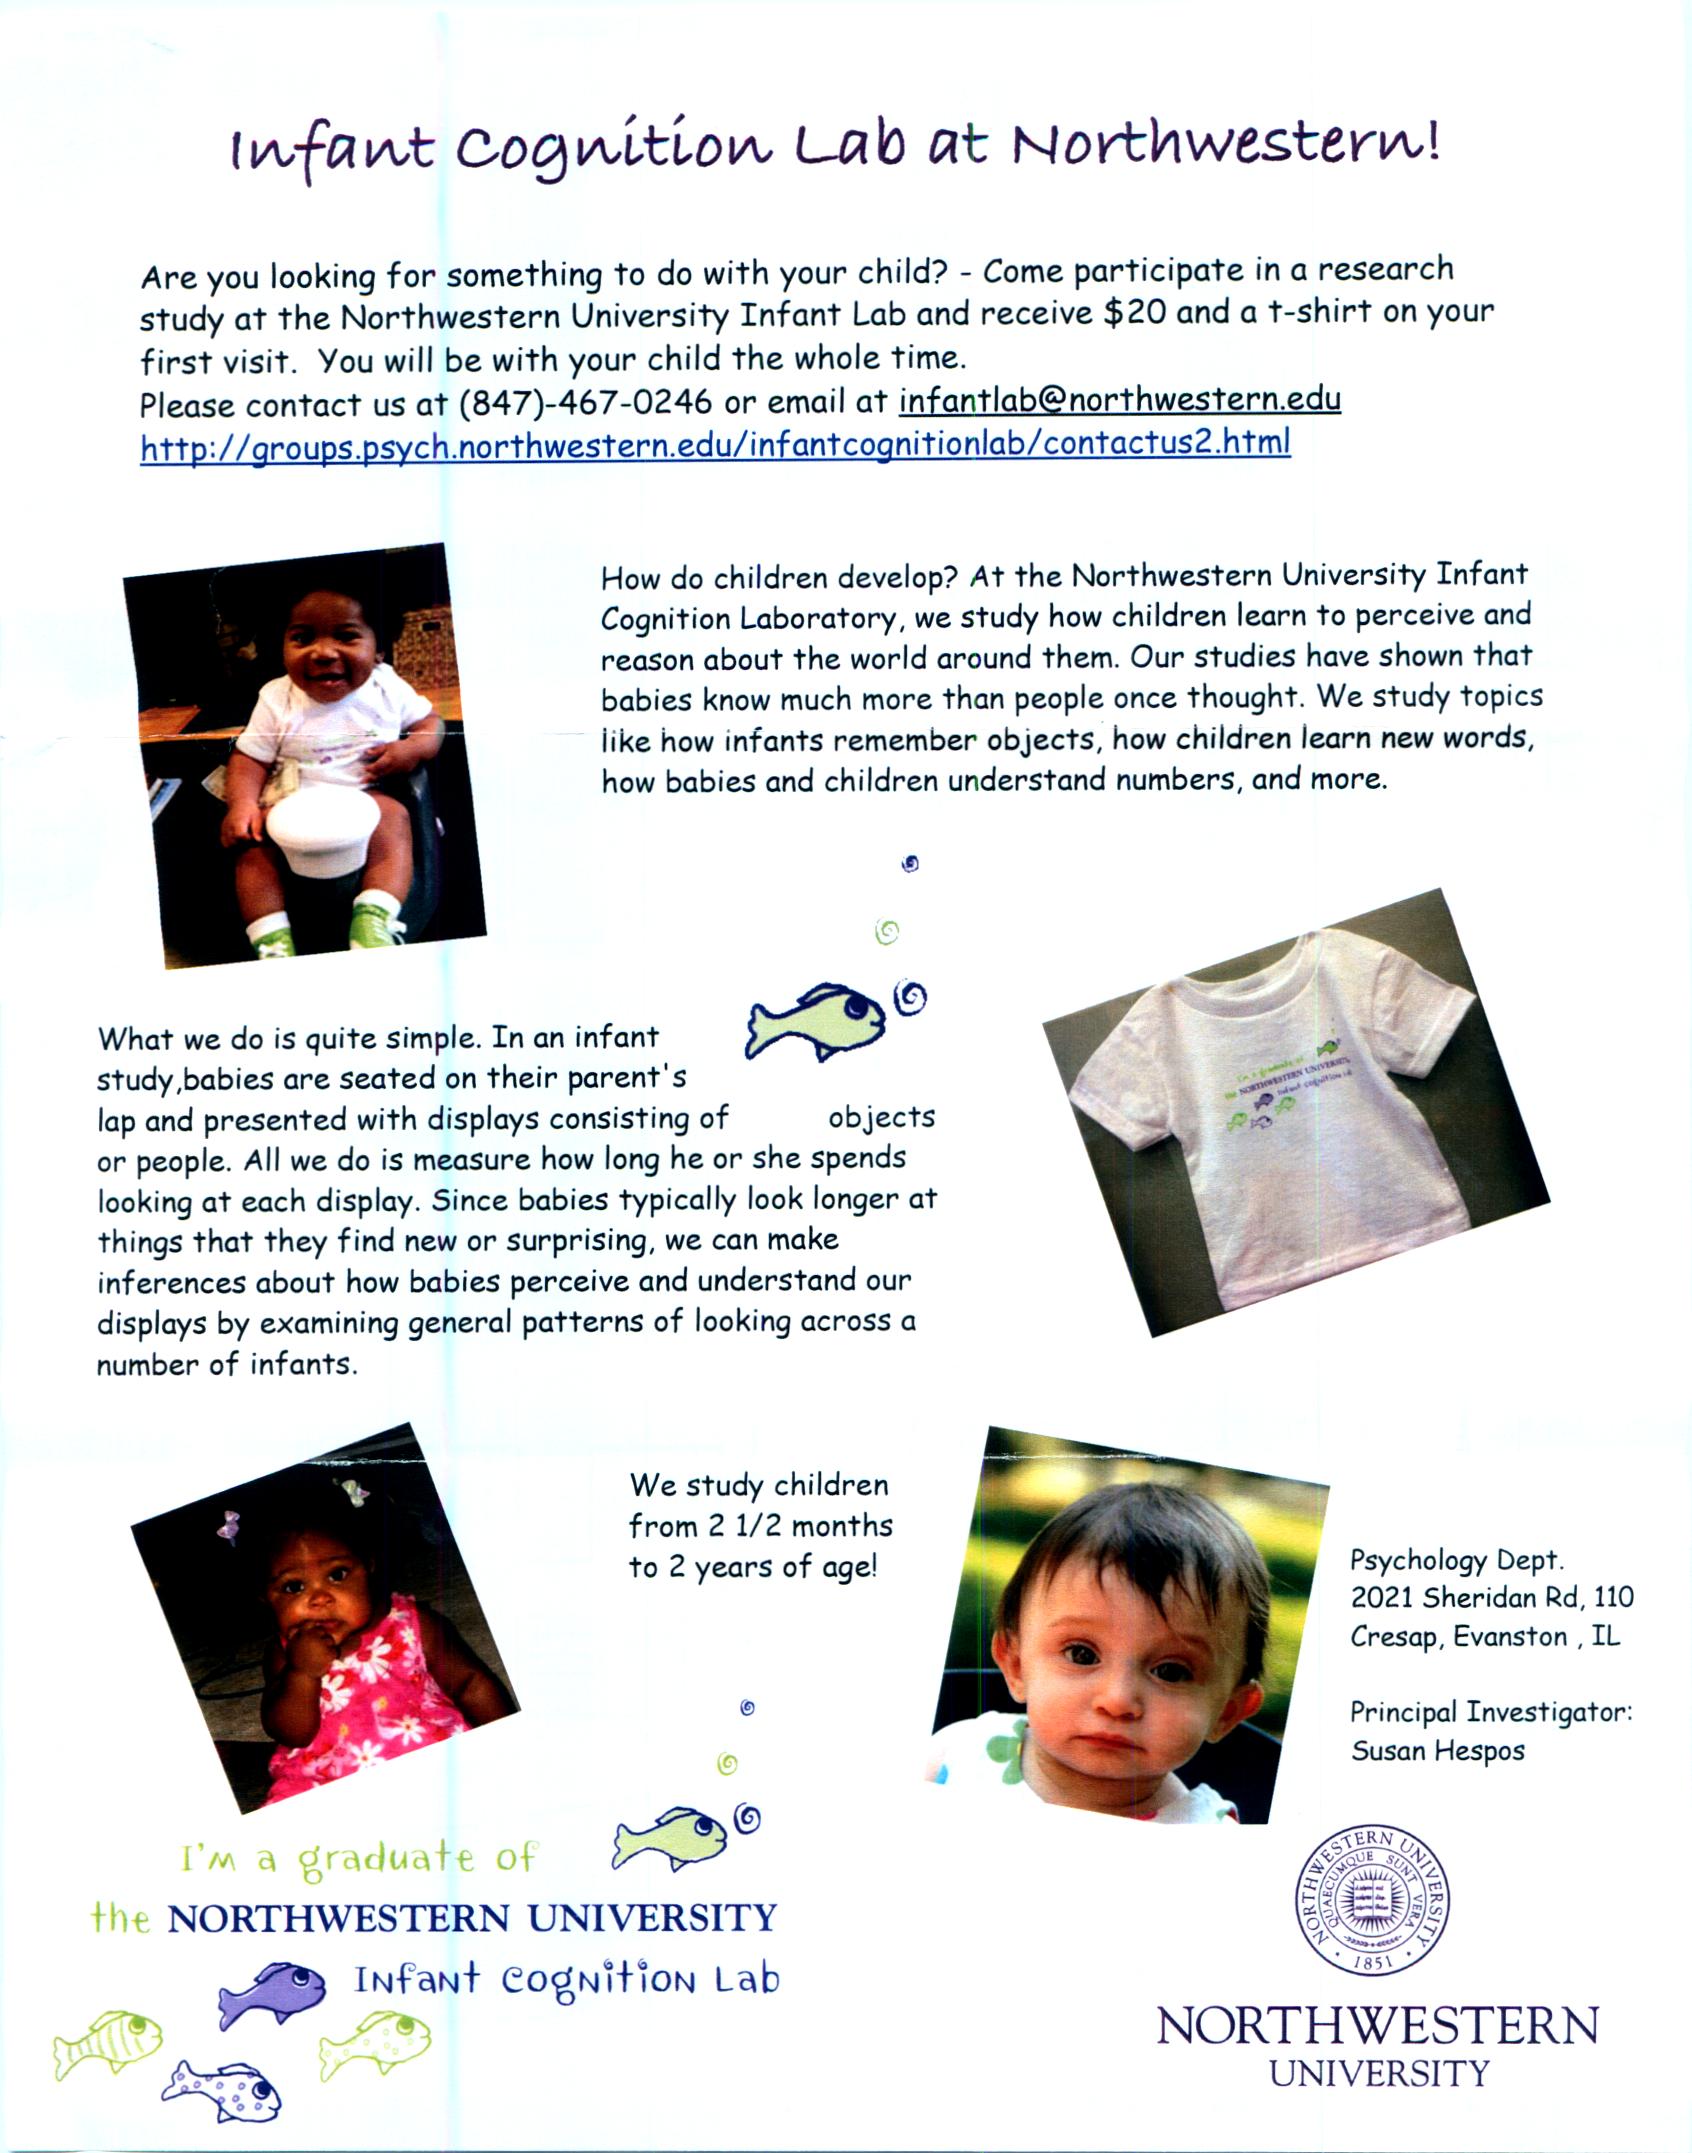 Infant Cognition Lab at Northwestern!
Are you looking for something to do with your child? - Come participate in a research
study at the Northwestern University Infant Lab and receive $20 and a t-shirt on your
first visit.  You will be with your child the whole time.
Please contact us at (847)-467-0246 or email at infantlab@northwestern.edu
http://groups.psych.northwestern.edu/infantcognitionlab/contactus2.html
How do children develop? At the Northwestern University Infant
Cognition Laboratory, we study how children learn to perceive and
reason about the world around them. Our studies have shown that
babies know much more than people once thought. We study topics
like how infants remember objects, how children learn new words,
how babies and children understand numbers, and more.
What we do is quite simple. In an infant
study,babies are seated on their parent's
lap and presented with displays consisting of objects
or people. All we do is measure how long he or she spends
looking at each display. Since babies typically look longer at
things that they find new or surprising, we can make
inferences about how babies perceive and understand our
displays by examining general patterns of looking across a
number of infants.
I'm a graduate of
the NORTHWESTERN UNIVERSITY
Infant Cognition
We study children
from 2 1/2 months
to 2 years of age!
Psychology Dept.
2021 Sheridan Rd, 110
Cresap, Evanston , IL
Principal Investigator:
Susan Hespos
I'm a graduate of
the NORTHWESTERN UNIVERSITY
Infant Cognition Lab
NORTHWESTERN UNIVERSITY
QUAECUMQUE SUNT VERA
1851
NORTHWESTERN
UNIVERSITY